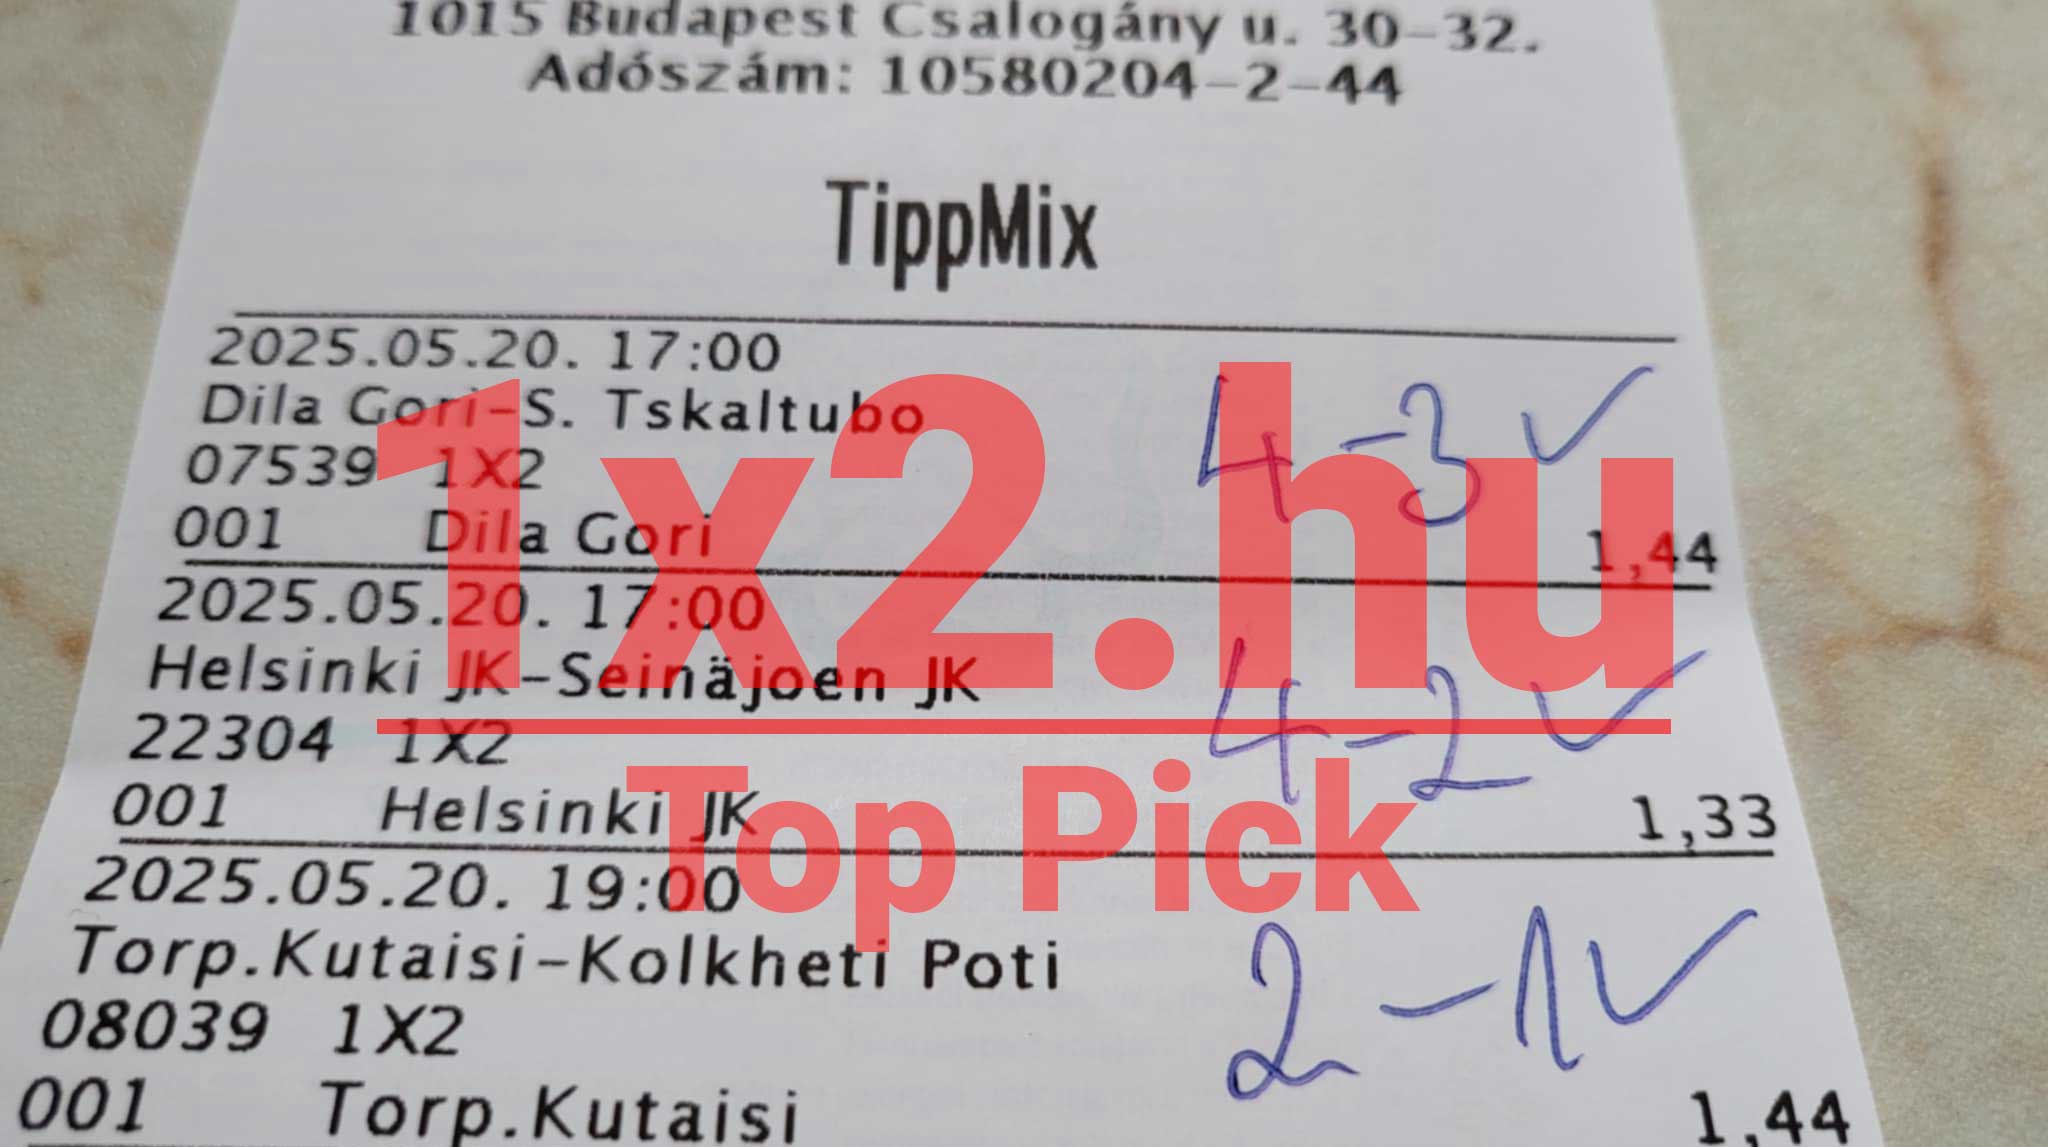 1015 Budapest Csalogány u. 30-32.
Adószám: 10580204-2-44
TippMix
2025.05.20. 17:00
Dila Gori-S. Tskaltubo
4-3 ✓
07539 1X2
001 Dila Gori 1,44
2025.05.20. 17:00
Helsinki JK-Seinäjoen JK
4-2 ✓
22304 1X2
001 Helsinki JK 1,33
2025.05.20. 19:00
Torp.Kutaisi-Kolkheti Poti
2-1 ✓
08039 1X2
001 Torp.Kutaisi 1,44
1x2.hu
Top Pick